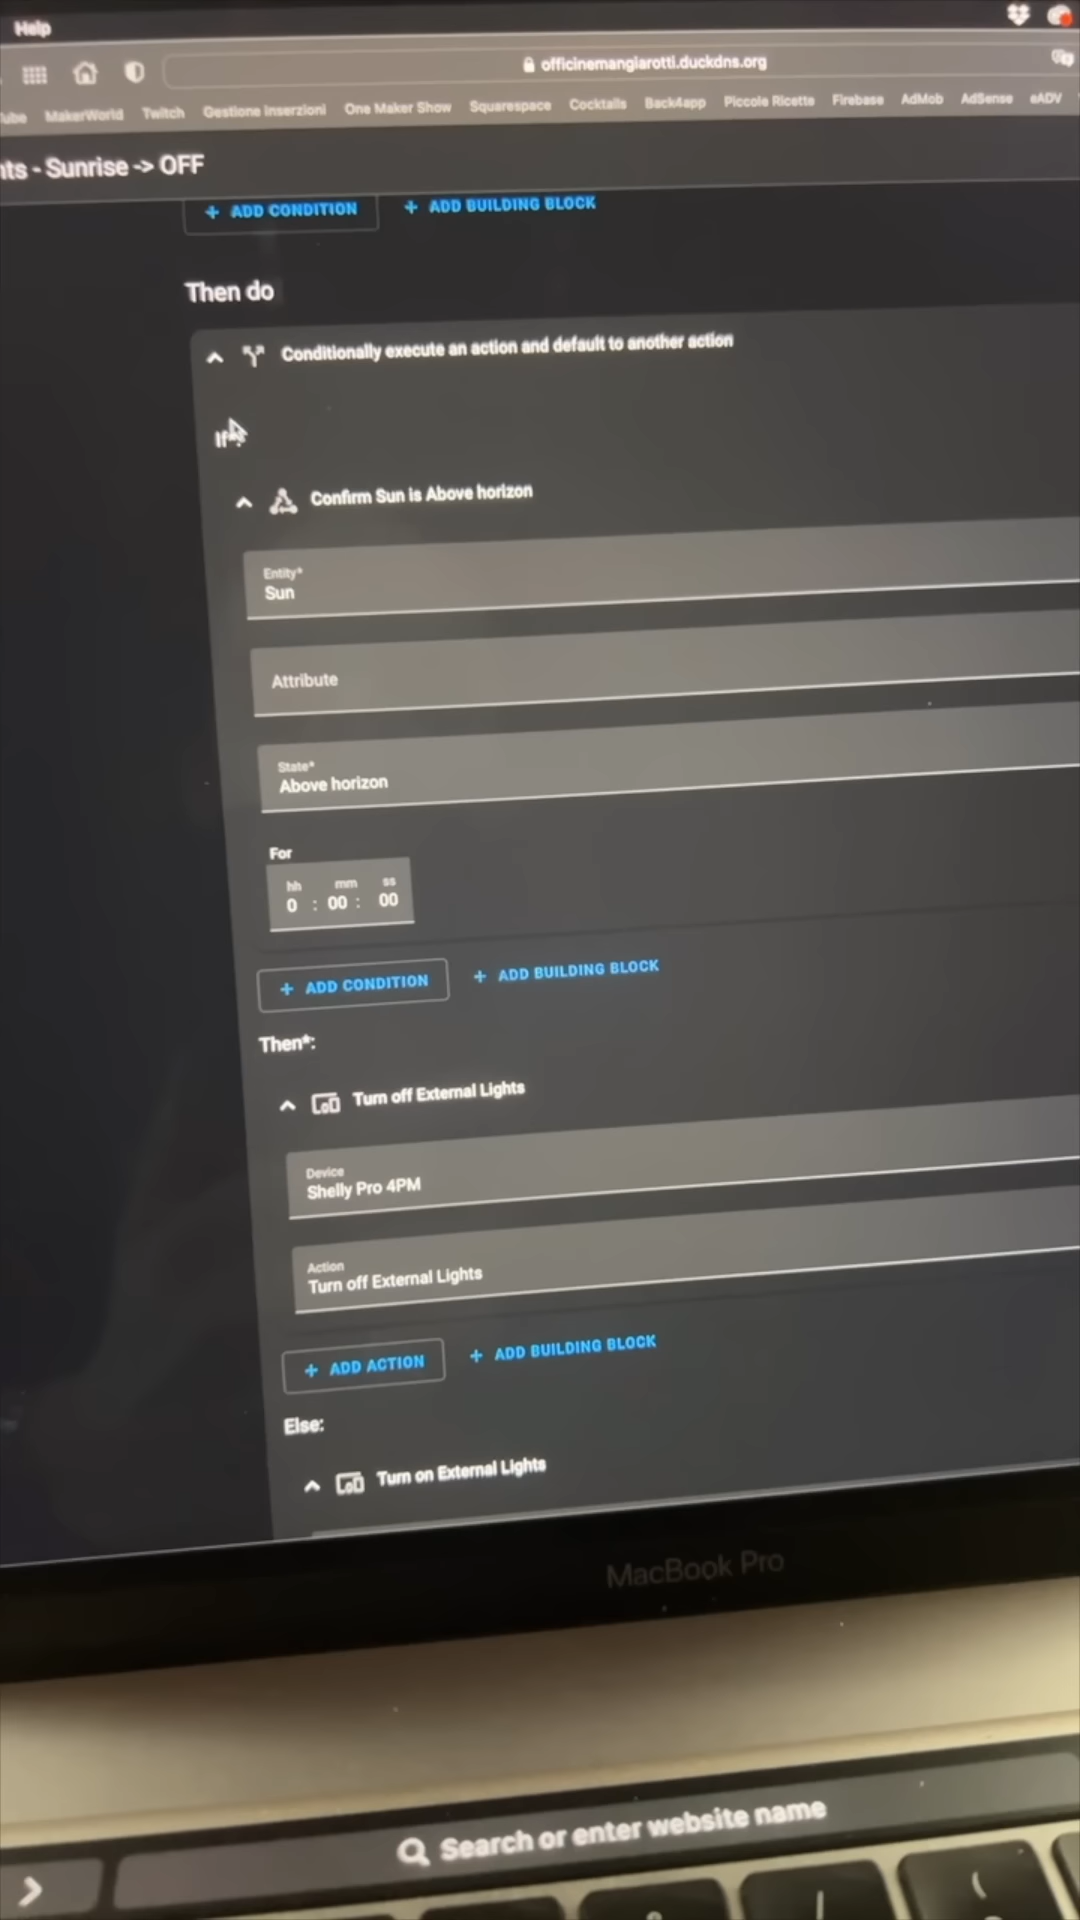 Help
officinemangiarotti.duckdns.org
MakerWorld Twitch Gestione Inserzioni One Maker Show Squarespace Cocktails Back4app Piccole Ricette Firebase AdMob AdSense eADV
nts - Sunrise -> OFF
+ ADD CONDITION + ADD BUILDING BLOCK
Then do
Conditionally execute an action and default to another action
If*:
Confirm Sun is Above horizon
Entity*
Sun
Attribute
State*
Above horizon
For
hh mm ss
0 : 00 : 00
+ ADD CONDITION + ADD BUILDING BLOCK
Then*:
Turn off External Lights
Device
Shelly Pro 4PM
Action
Turn off External Lights
+ ADD ACTION + ADD BUILDING BLOCK
Else:
Turn on External Lights
MacBook Pro
Search or enter website name